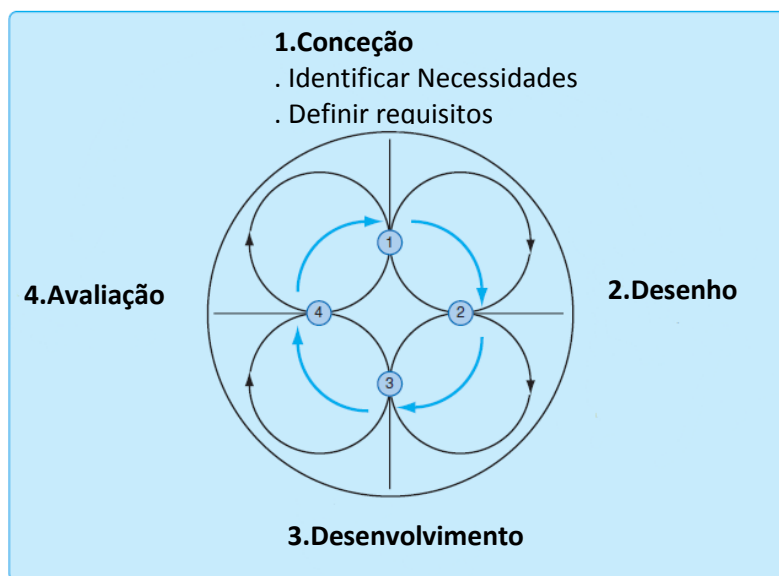 1.Conceção
. Identificar Necessidades
. Definir requisitos
1
4.Avaliação
4
2
2.Desenho
3
3.Desenvolvimento